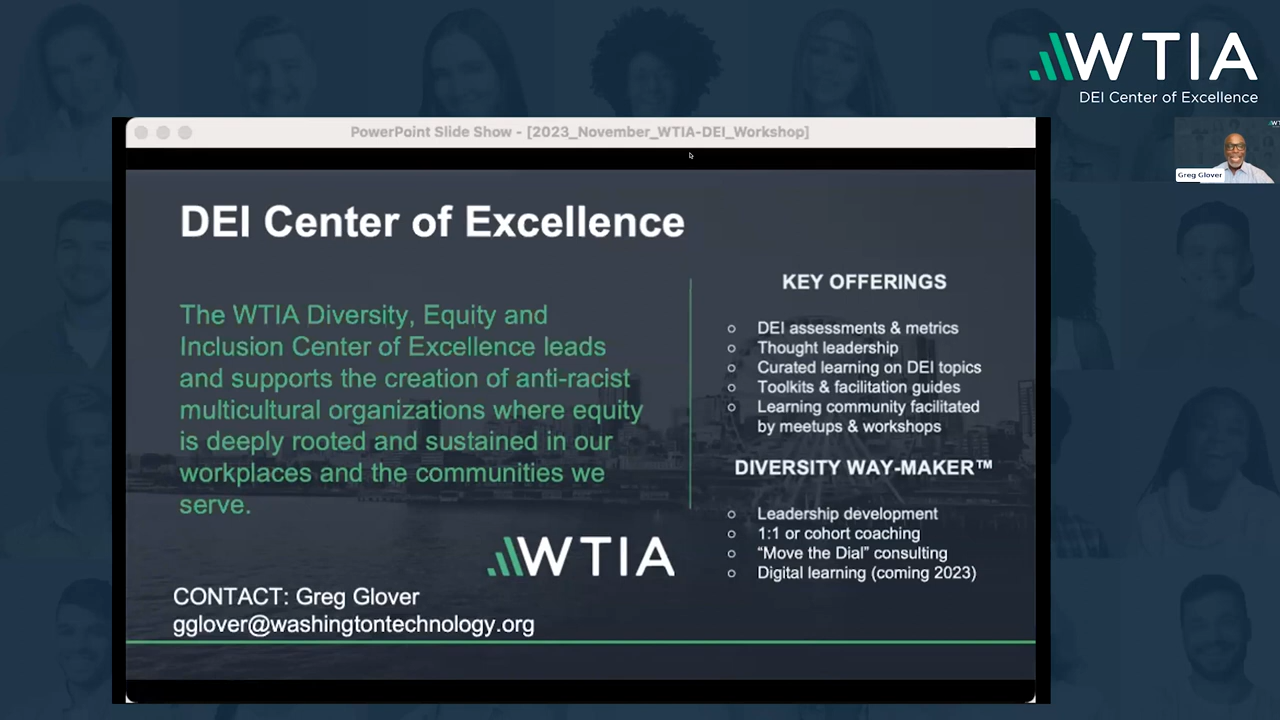 WTIA
DEI Center of Excellence
PowerPoint Slide Show - [2023_November_WTIA-DEI_Workshop]
Greg Glover
DEI Center of Excellence
The WTIA Diversity, Equity and
Inclusion Center of Excellence leads
and supports the creation of anti-racist
multicultural organizations where equity
is deeply rooted and sustained in our
workplaces and the communities we
serve.
WTIA
CONTACT: Greg Glover
gglover@washingtontechnology.org
KEY OFFERINGS
DEI assessments & metrics
Thought leadership
Curated learning on DEI topics
Toolkits & facilitation guides
Learning community facilitated
by meetups & workshops
DIVERSITY WAY-MAKER™
Leadership development
1:1 or cohort coaching
“Move the Dial” consulting
Digital learning (coming 2023)